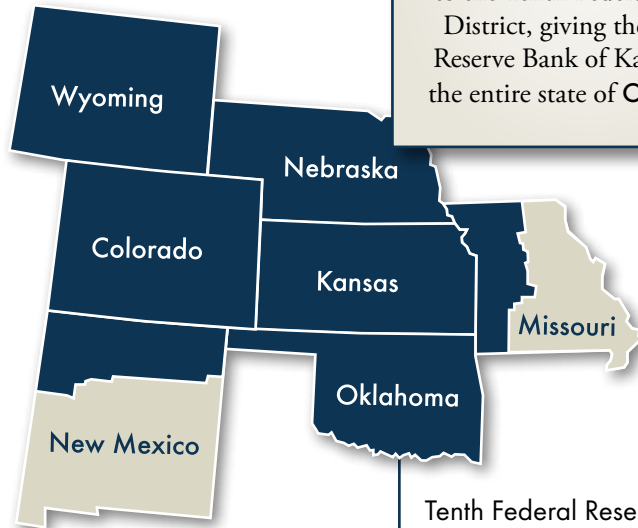 District, giving the
Reserve Bank of Ka
the entire state of O
Wyoming
Nebraska
Colorado
Kansas
Missouri
Oklahoma
New Mexico
Tenth Federal Rese